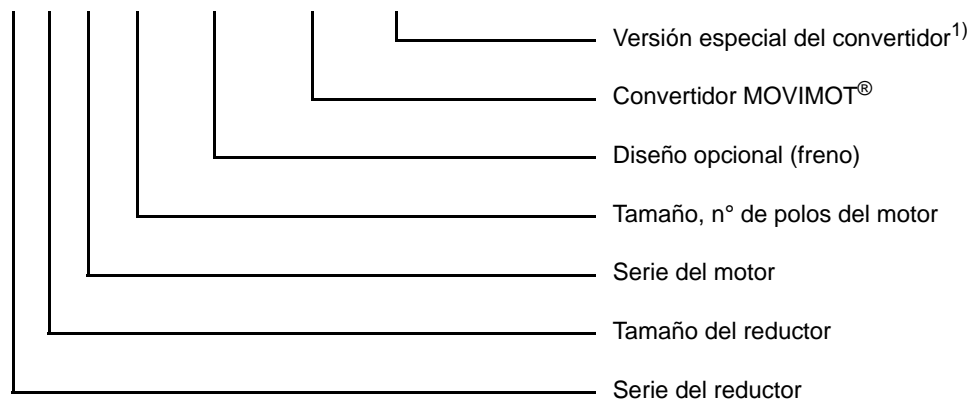 Versión especial del convertidor1)
Convertidor MOVIMOT®
Diseño opcional (freno)
Tamaño, n° de polos del motor
Serie del motor
Tamaño del reductor
Serie del reductor